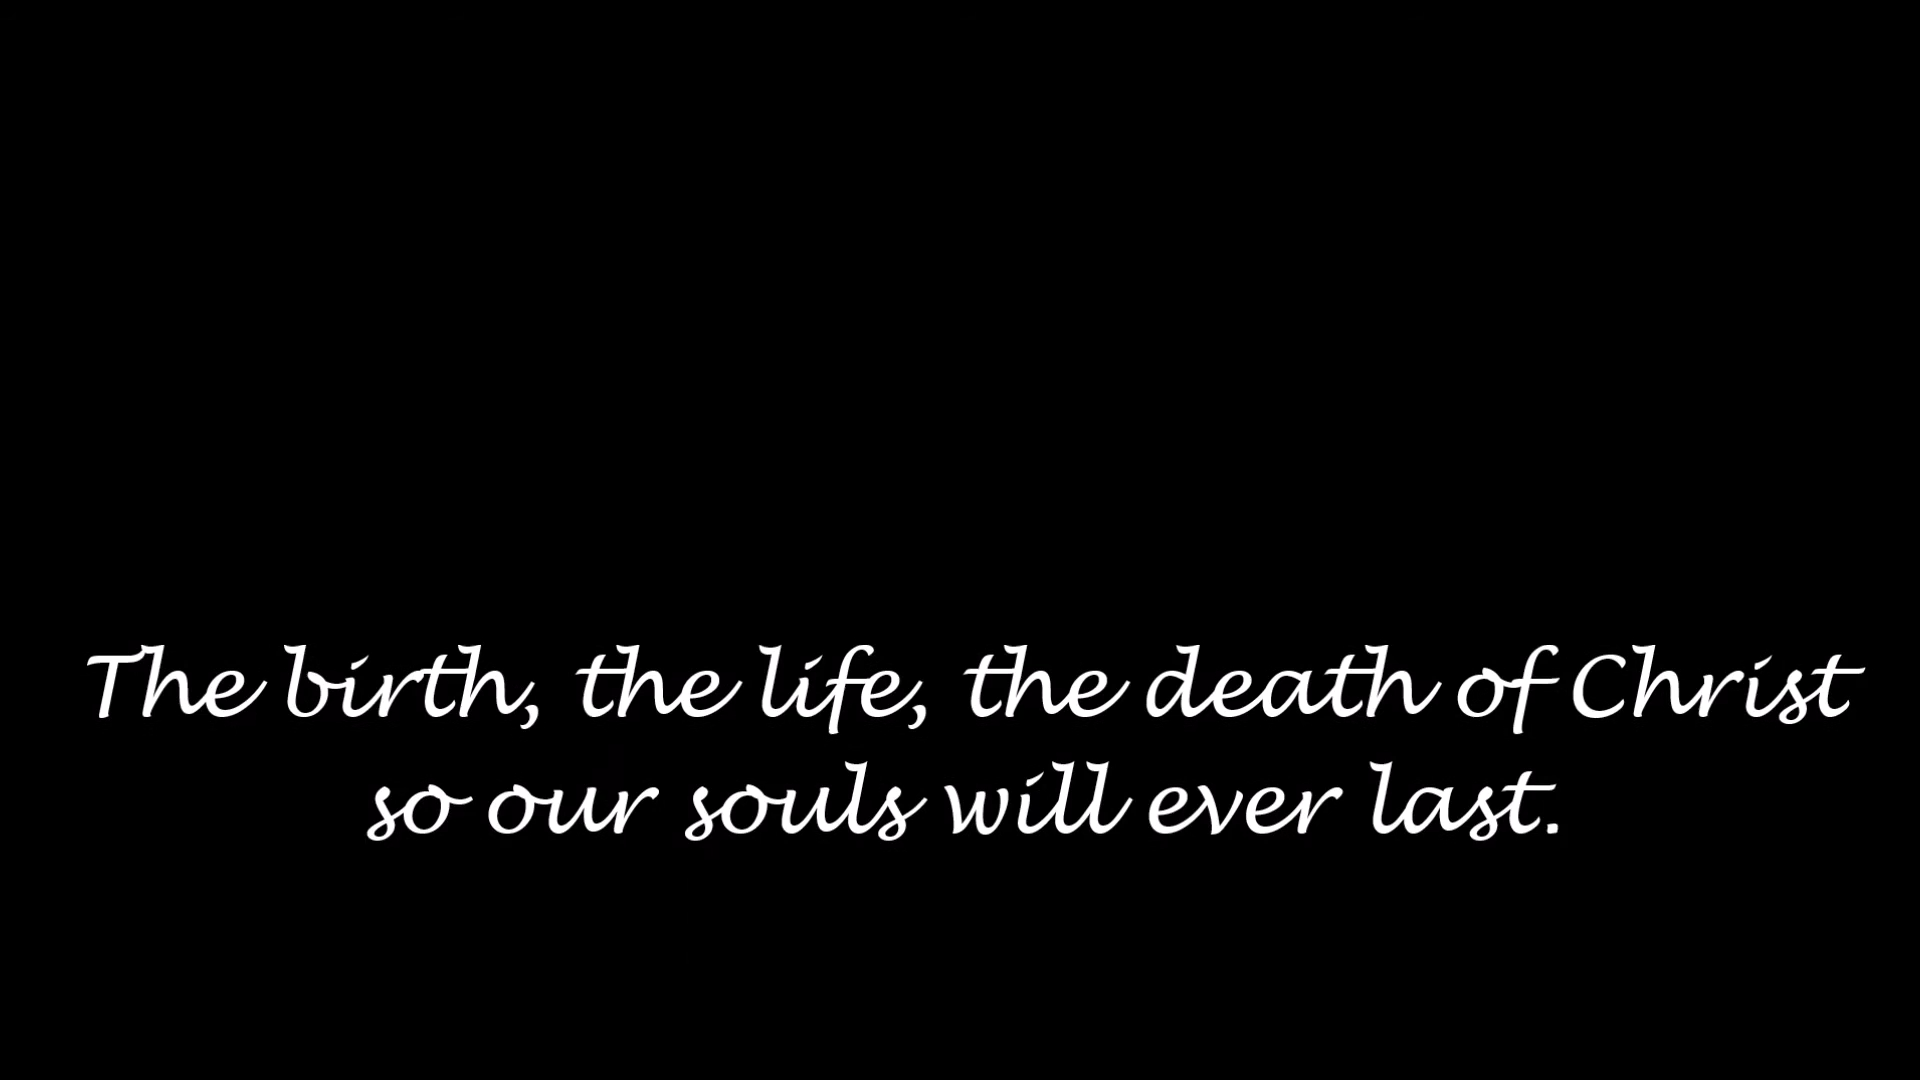 The birth, the life, the death of Christ
so our souls will ever last.